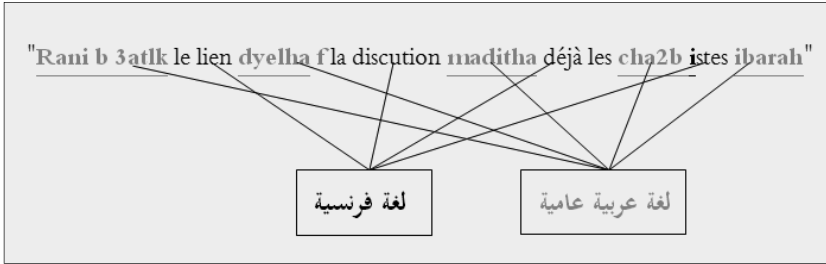 "Rani b 3atlk le lien dyelha f la discution maditha déjà les cha2b istes ibarah"
لغة فرنسية
لغة عربية عامية